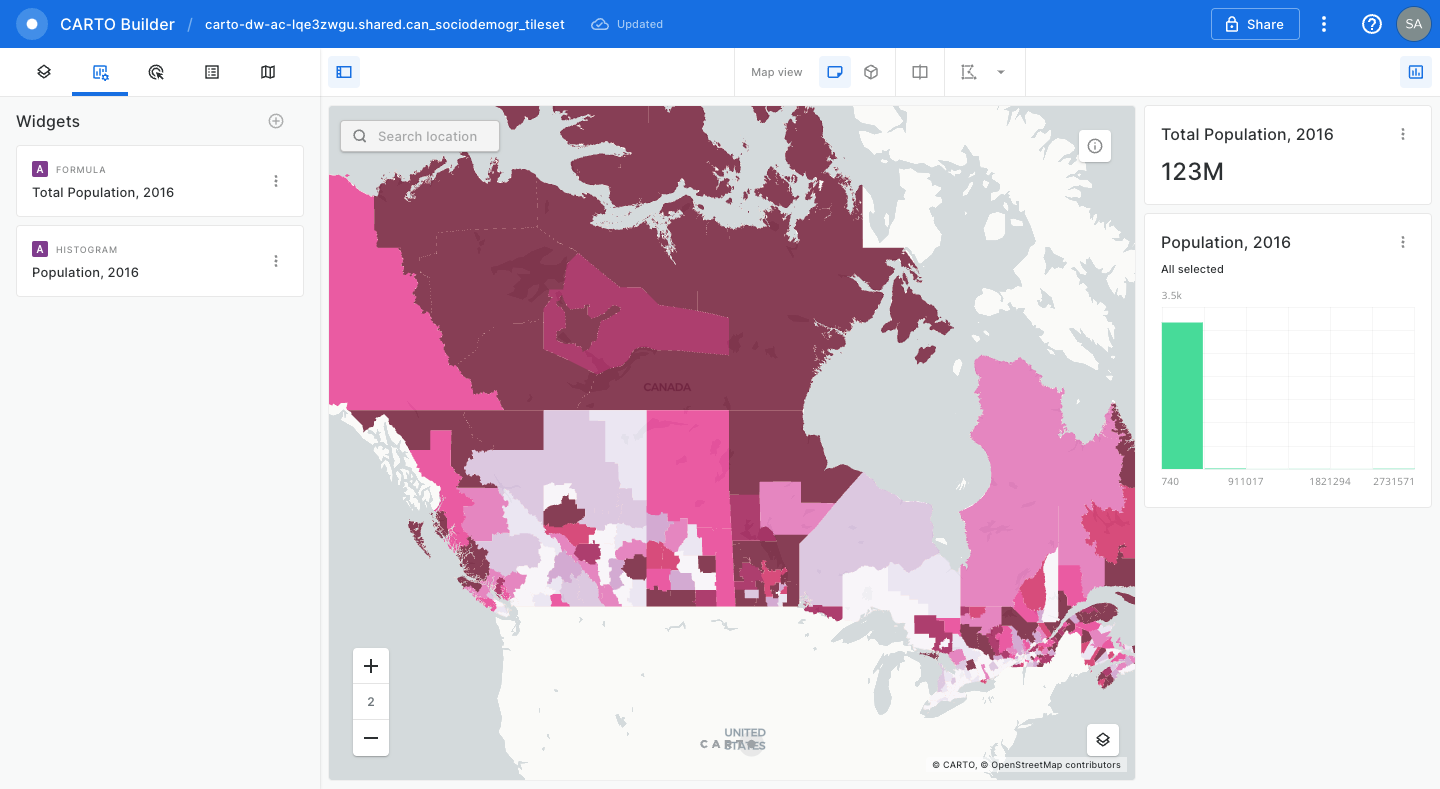 CARTO Builder / carto-dw-ac-lqe3zwgu.shared.can_sociodemogr_tileset Updated Share SA
Map view
Widgets
A FORMULA
Total Population, 2016
A HISTOGRAM
Population, 2016
Search location
CANADA
UNITED
STATES
CARTO
2
© CARTO, © OpenStreetMap contributors
Total Population, 2016
123M
Population, 2016
All selected
3.5k
740 911017 1821294 2731571